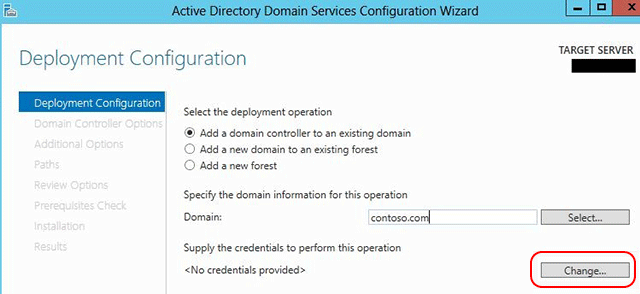 Active Directory Domain Services Configuration Wizard
Deployment Configuration
TARGET SERVER
Deployment Configuration
Domain Controller Options
Additional Options
Paths
Review Options
Prerequisites Check
Installation
Results
Select the deployment operation
Add a domain controller to an existing domain
Add a new domain to an existing forest
Add a new forest
Specify the domain information for this operation
Domain: contoso.com Select...
Supply the credentials to perform this operation
<No credentials provided> Change...